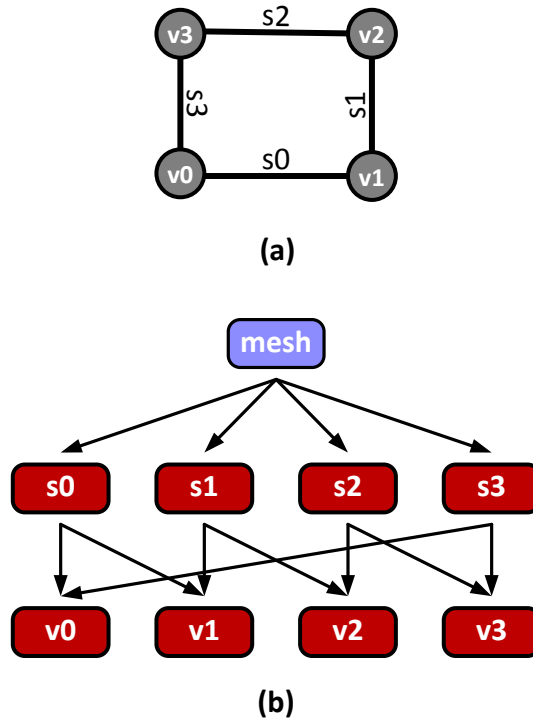 s2
v3 v2
s3 s1
s0
v0 v1
(a)
mesh
s0 s1 s2 s3
v0 v1 v2 v3
(b)